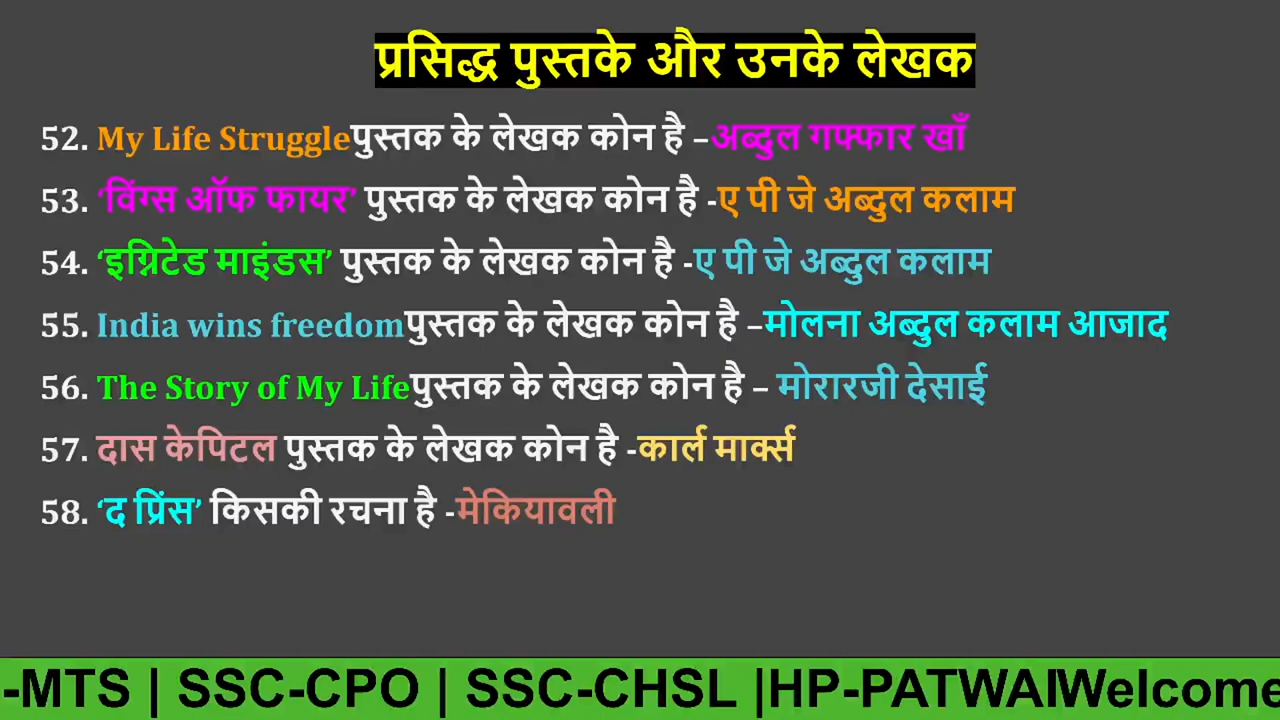 प्रसिद्ध पुस्तके और उनके लेखक
52. My Life Struggleपुस्तक के लेखक कोन है –अब्दुल गफ्फार खाँ
53. ‘विंग्स ऑफ फायर’ पुस्तक के लेखक कोन है -ए पी जे अब्दुल कलाम
54. ‘इग्निटेड माइंडस’ पुस्तक के लेखक कोन है -ए पी जे अब्दुल कलाम
55. India wins freedomपुस्तक के लेखक कोन है –मोलना अब्दुल कलाम आजाद
56. The Story of My Lifeपुस्तक के लेखक कोन है – मोरारजी देसाई
57. दास केपिटल पुस्तक के लेखक कोन है -कार्ल मार्क्स
58. ‘द प्रिंस’ किसकी रचना है -मेकियावली
-MTS | SSC-CPO | SSC-CHSL |HP-PATWAIWelcome